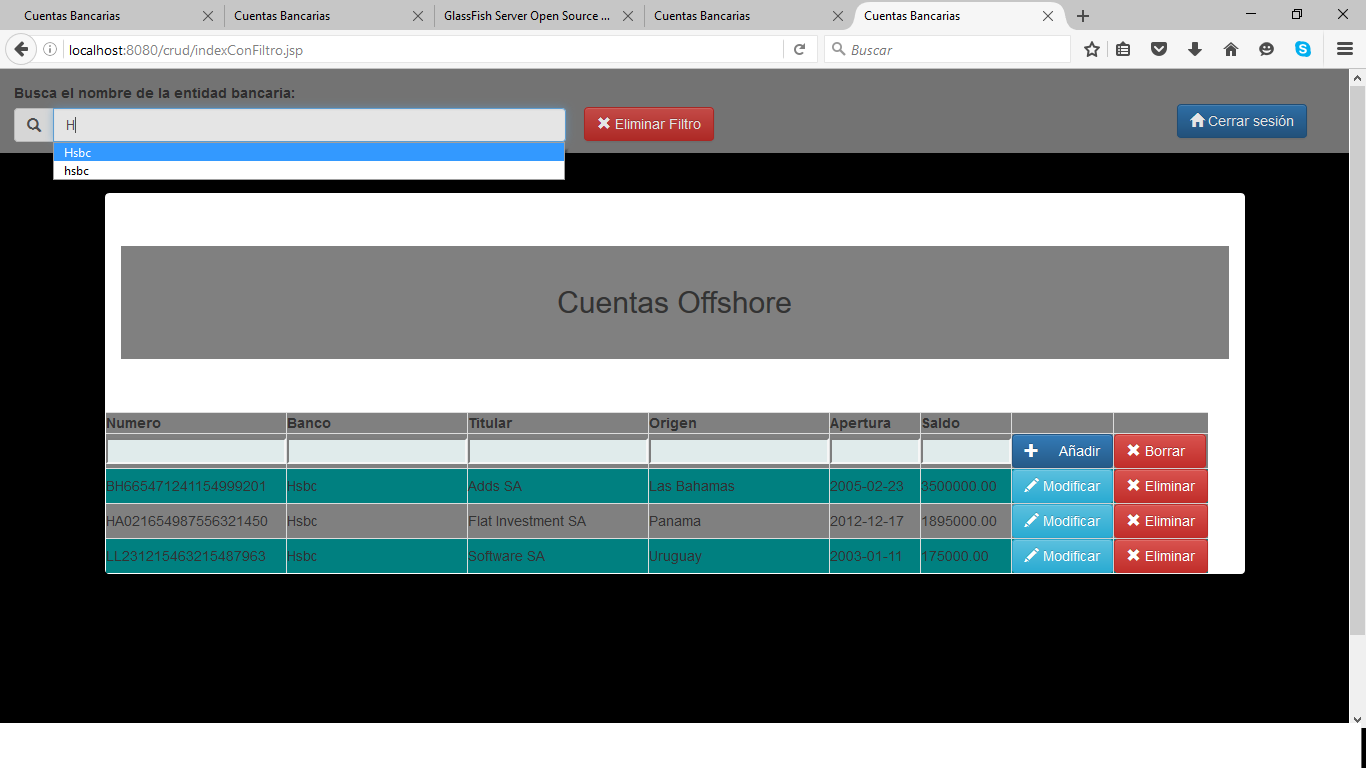 Cuentas Bancarias Cuentas Bancarias GlassFish Server Open Source ... Cuentas Bancarias Cuentas Bancarias
localhost:8080/crud/indexConFiltro.jsp Buscar
Busca el nombre de la entidad bancaria:
H Eliminar Filtro Cerrar sesión
Hsbc
hsbc
Cuentas Offshore
Numero Banco Titular Origen Apertura Saldo
Añadir Borrar
BH665471241154999201 Hsbc Adds SA Las Bahamas 2005-02-23 3500000.00 Modificar Eliminar
HA021654987556321450 Hsbc Flat Investment SA Panama 2012-12-17 1895000.00 Modificar Eliminar
LL231215463215487963 Hsbc Software SA Uruguay 2003-01-11 175000.00 Modificar Eliminar